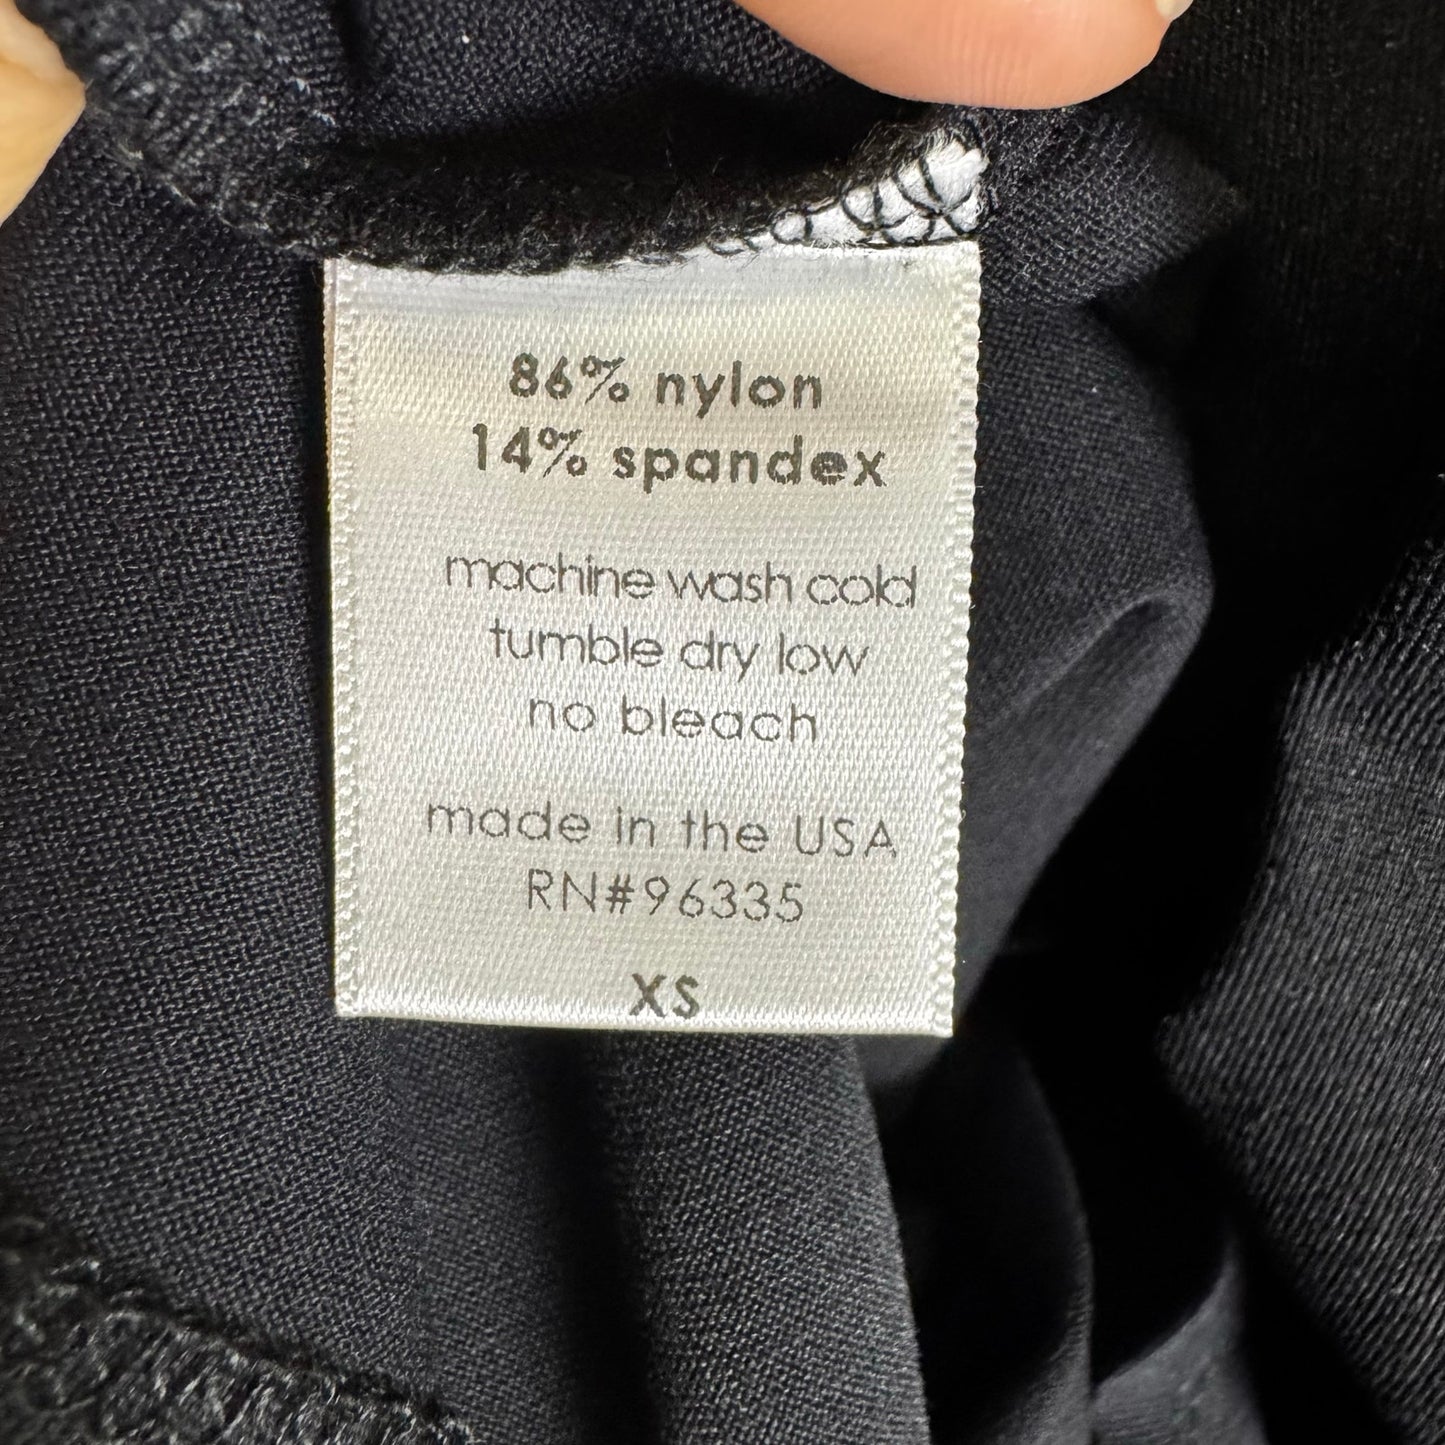 86% nylon
14% spandex
machine wash cold
tumble dry low
no bleach
made in the USA
RN#96335
XS